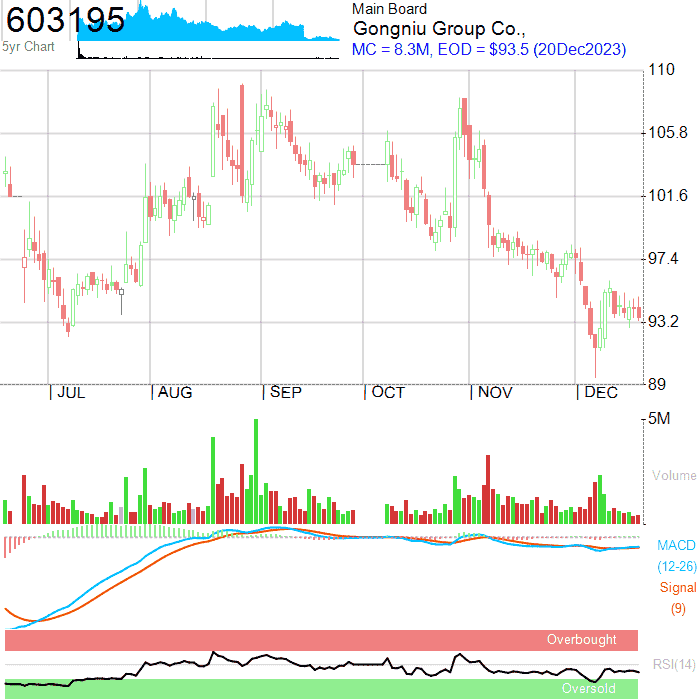 603195
5yr Chart
Main Board
Gongniu Group Co.,
MC = 8.3M, EOD = $93.5 (20Dec2023)
110
105.8
101.6
97.4
93.2
89
| JUL | AUG | SEP | OCT | NOV | DEC
5M
Volume
MACD
(12-26)
Signal
(9)
Overbought
RSI(14)
Oversold